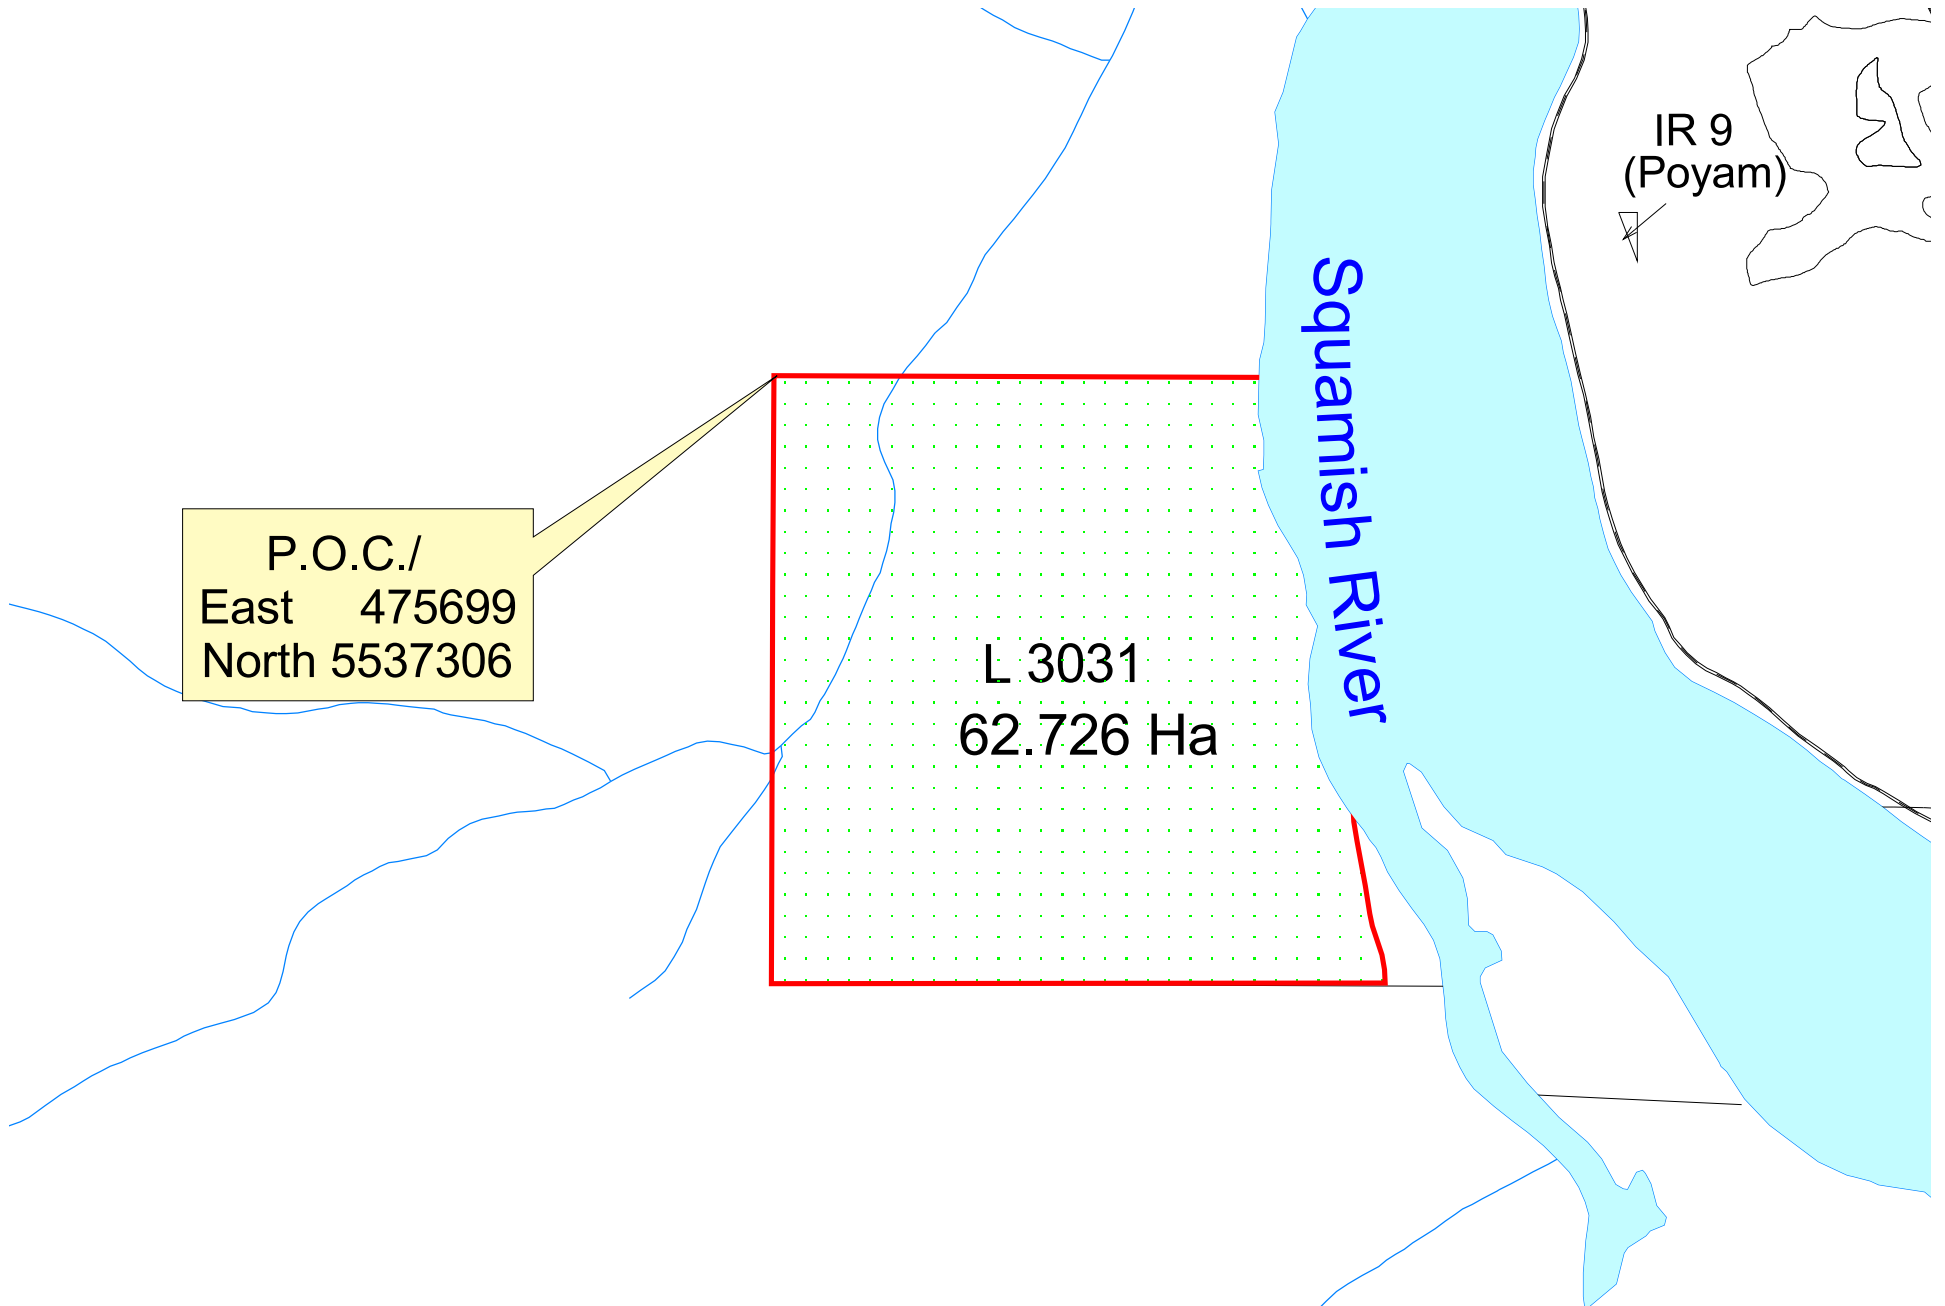 IR 9
(Poyam)
Squamish River
P.O.C./
East 475699
North 5537306
L 3031
62.726 Ha